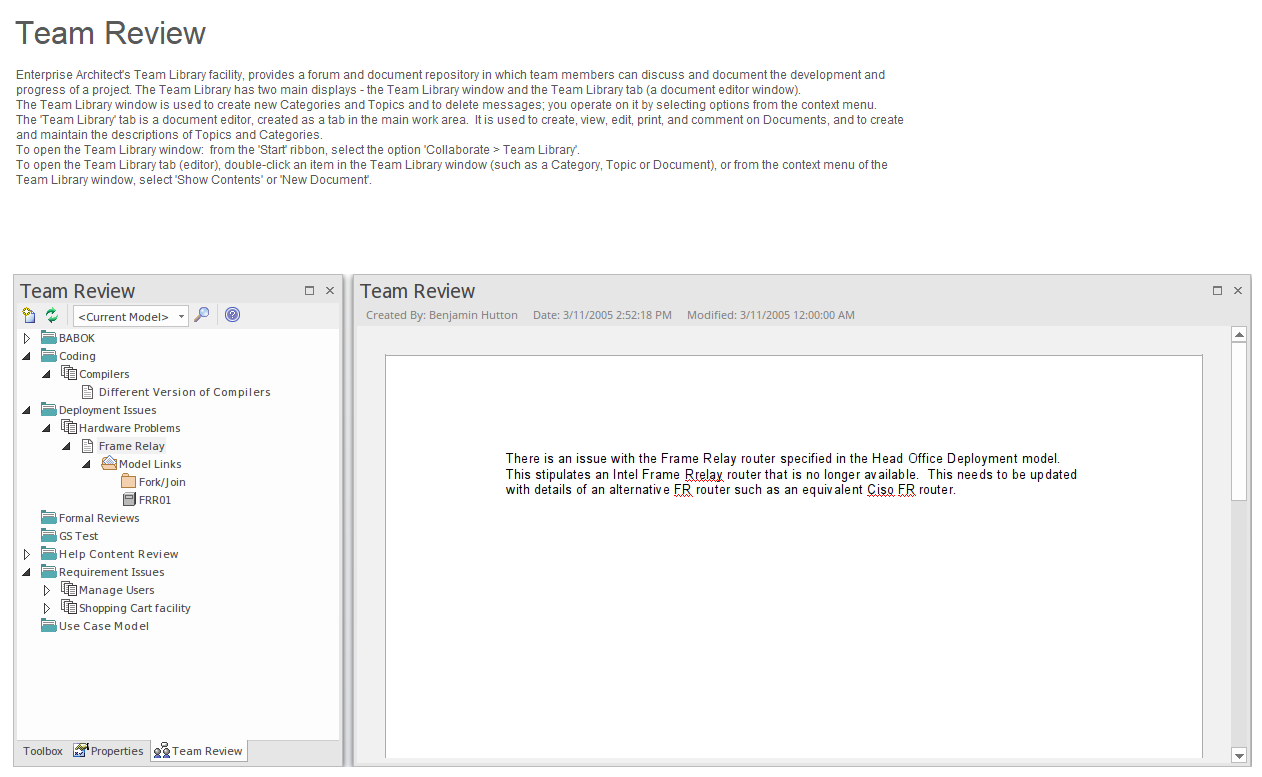 Team Review
Enterprise Architect's Team Library facility, provides a forum and document repository in which team members can discuss and document the development and
progress of a project. The Team Library has two main displays - the Team Library window and the Team Library tab (a document editor window).
The Team Library window is used to create new Categories and Topics and to delete messages; you operate on it by selecting options from the context menu.
The 'Team Library' tab is a document editor, created as a tab in the main work area.  It is used to create, view, edit, print, and comment on Documents, and to create
and maintain the descriptions of Topics and Categories.
To open the Team Library window:  from the 'Start' ribbon, select the option 'Collaborate > Team Library'.
To open the Team Library tab (editor), double-click an item in the Team Library window (such as a Category, Topic or Document), or from the context menu of the
Team Library window, select 'Show Contents' or 'New Document'.
Team Review
<Current Model>
BABOK
Coding
Compilers
Different Version of Compilers
Deployment Issues
Hardware Problems
Frame Relay
Model Links
Fork/Join
FRR01
Formal Reviews
GS Test
Help Content Review
Requirement Issues
Manage Users
Shopping Cart facility
Use Case Model
Toolbox Properties Team Review
Team Review
Created By: Benjamin Hutton Date: 3/11/2005 2:52:18 PM Modified: 3/11/2005 12:00:00 AM
There is an issue with the Frame Relay router specified in the Head Office Deployment model.
This stipulates an Intel Frame Rrelay router that is no longer available.  This needs to be updated
with details of an alternative FR router such as an equivalent Ciso FR router.